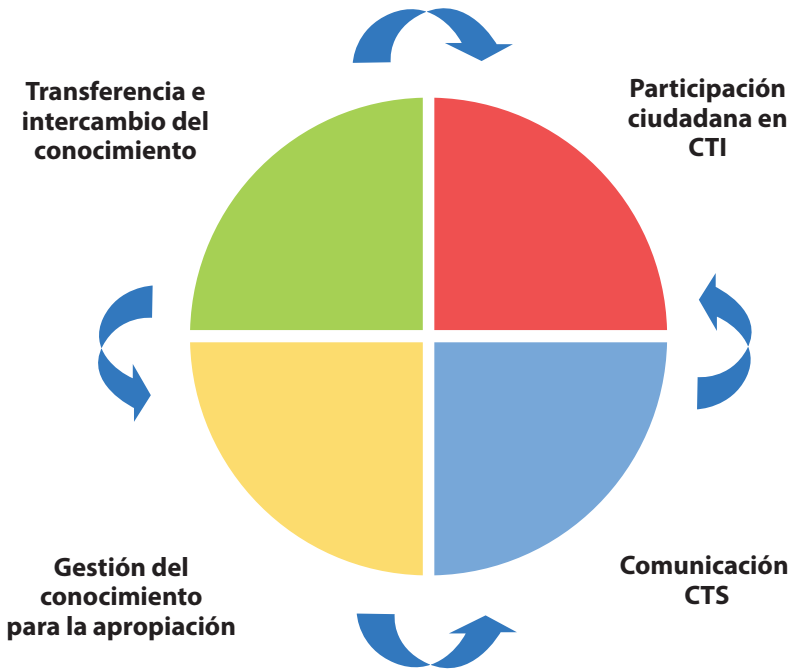 Transferencia e
intercambio del
conocimiento
Participación
ciudadana en
CTI
Gestión del
conocimiento
para la apropiación
Comunicación
CTS